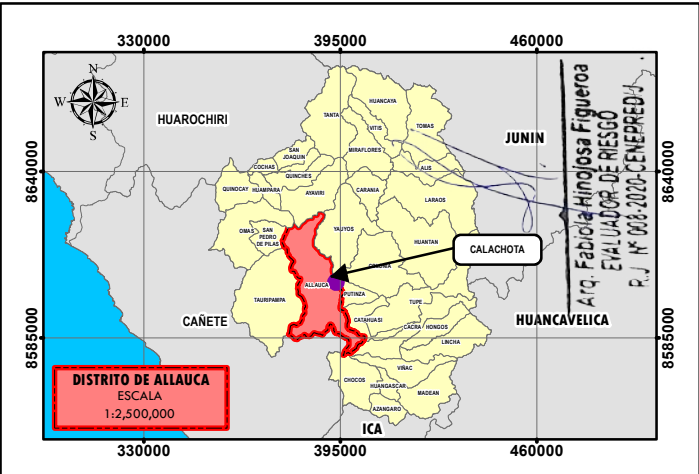 330000 395000 460000
N
W E
S
HUAROCHIRI
JUNIN
HUANCAVELICA
CAÑETE
ICA
8640000
8555000
8640000
8585000
HUANCAYA
TANTA
VITIS
TOMAS
MIRAFLORES
ALIS
SAN
JOAQUIN
COCHAS
QUINCHES
QUINOCAY
HUAMPARA
AYAVIRI
CARANIA
LARAOS
OMAS
SAN
PEDRO
DE PILAS
YAUYOS
HUANTAN
CALACHOTA
ALLAUCA
PUTINZA
TAURIPAMPA
TUPE
CATAHUASI
CACRA
HONGOS
LINCHA
VIÑAC
CHOCOS
HUANGASCAR
MADEAN
AZANGARO
DISTRITO DE ALLAUCA
ESCALA
1:2,500,000
330000 395000 460000
Arq. Fabiola Hinojosa Figueroa
EVALUADOR DE RIESGO
R.J N° 008-2020-CENEPRED/J